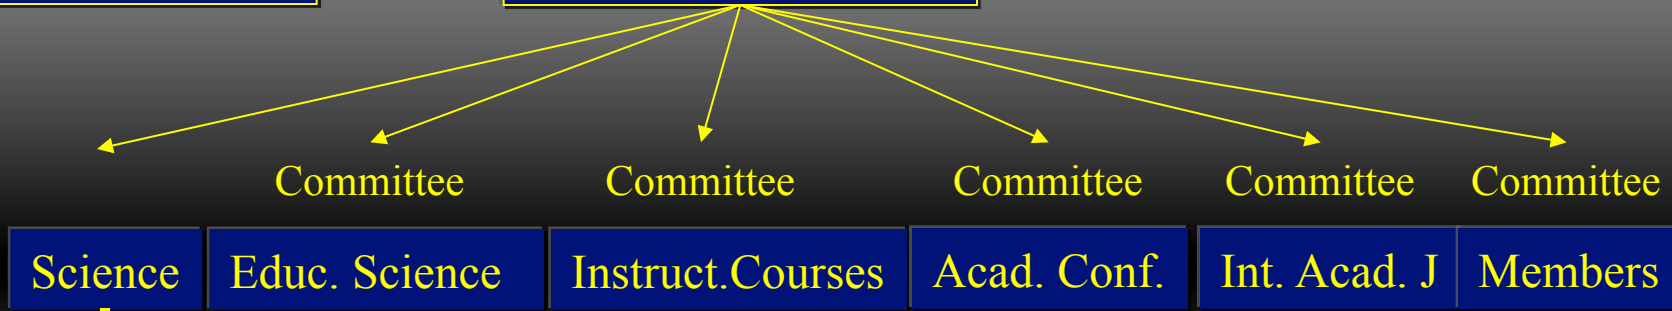 Committee Committee Committee Committee Committee
Science Educ. Science Instruct.Courses Acad. Conf. Int. Acad. J Members